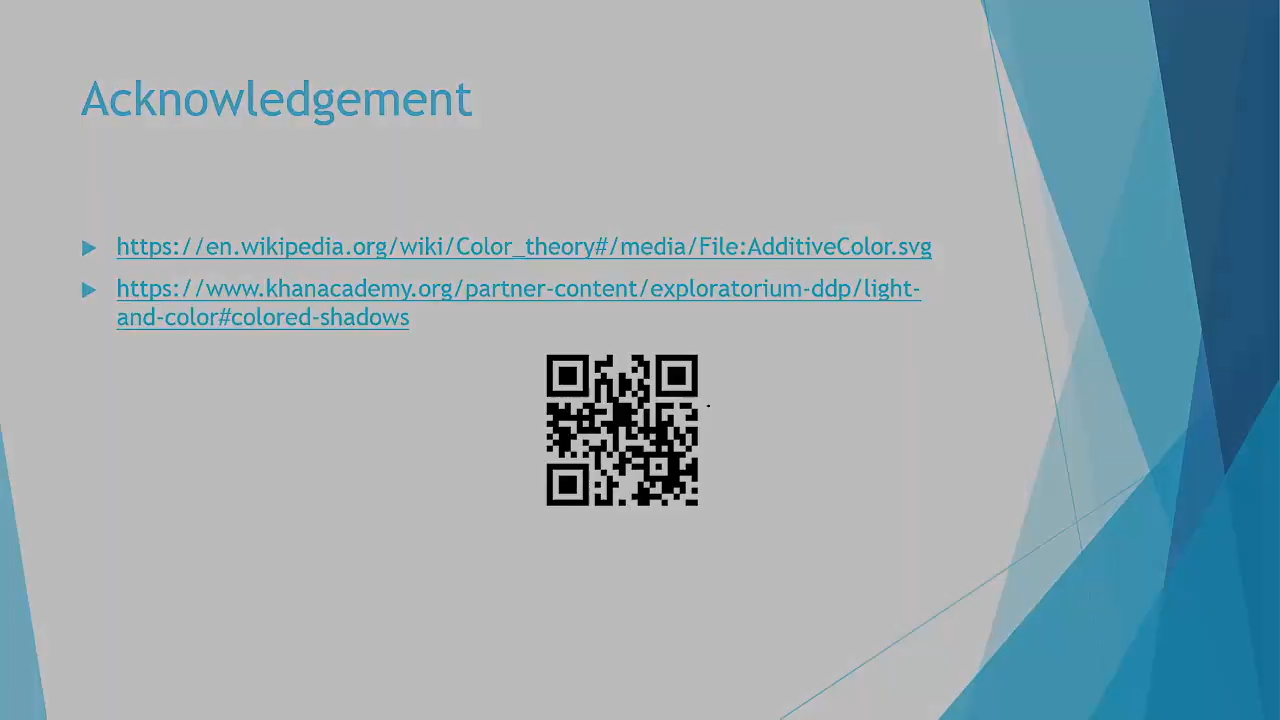 Acknowledgement
https://en.wikipedia.org/wiki/Color_theory#/media/File:AdditiveColor.svg
https://www.khanacademy.org/partner-content/exploratorium-ddp/light-
and-color#colored-shadows